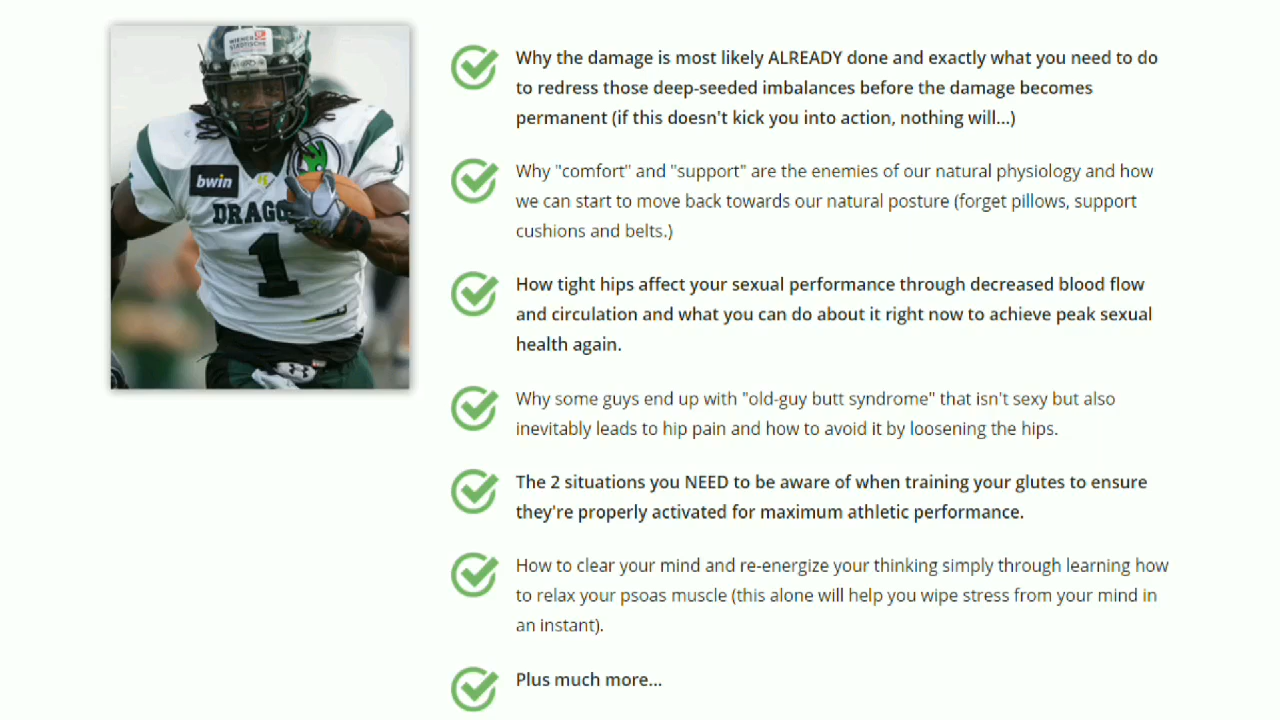 WIENER
STÄDTISCHE
bwin
DRAGO
1
Why the damage is most likely ALREADY done and exactly what you need to do
to redress those deep-seeded imbalances before the damage becomes
permanent (if this doesn't kick you into action, nothing will...)
Why "comfort" and "support" are the enemies of our natural physiology and how
we can start to move back towards our natural posture (forget pillows, support
cushions and belts.)
How tight hips affect your sexual performance through decreased blood flow
and circulation and what you can do about it right now to achieve peak sexual
health again.
Why some guys end up with "old-guy butt syndrome" that isn't sexy but also
inevitably leads to hip pain and how to avoid it by loosening the hips.
The 2 situations you NEED to be aware of when training your glutes to ensure
they're properly activated for maximum athletic performance.
How to clear your mind and re-energize your thinking simply through learning how
to relax your psoas muscle (this alone will help you wipe stress from your mind in
an instant).
Plus much more...